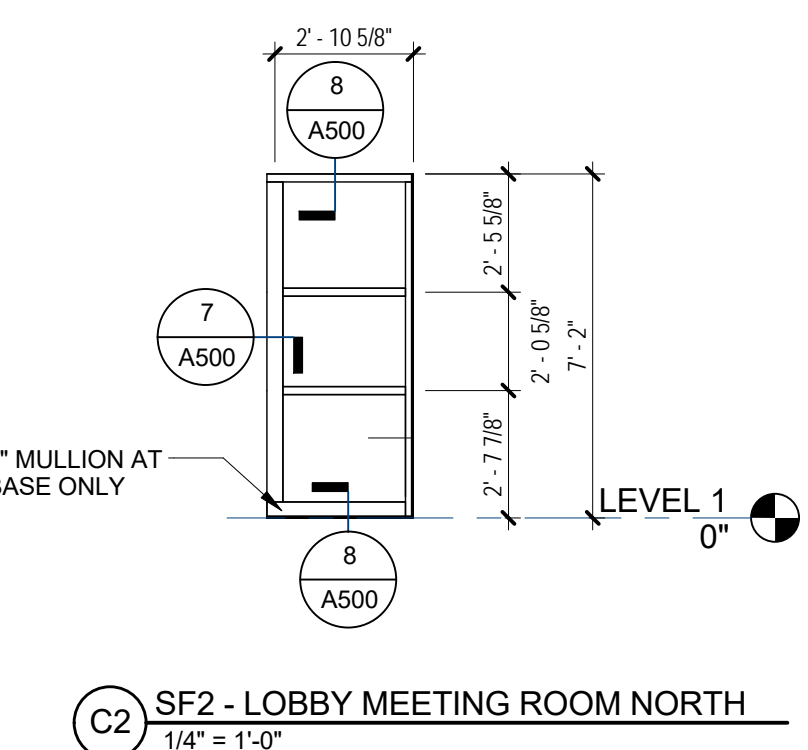 2' - 10 5/8"
8
A500
2' - 5 5/8"
7
A500
2' - 0 5/8"
7' - 2"
" MULLION AT
BASE ONLY
2' - 7 7/8"
LEVEL 1
0"
8
A500
C2
SF2 - LOBBY MEETING ROOM NORTH
1/4" = 1'-0"